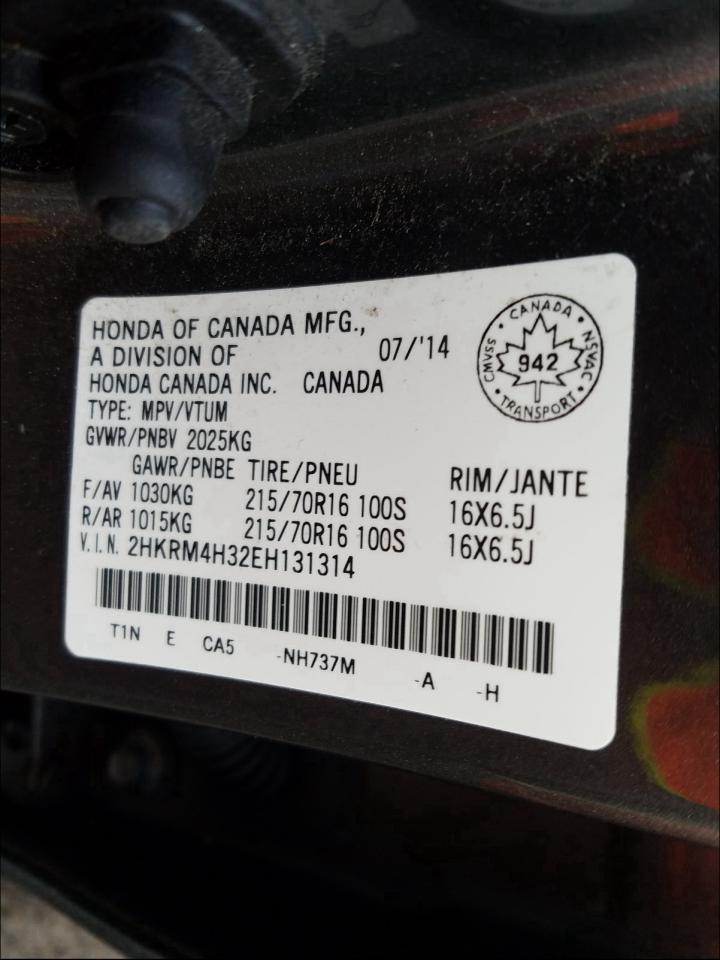 HONDA OF CANADA MFG.,
A DIVISION OF 07/'14
HONDA CANADA INC. CANADA
TYPE: MPV/VTUM
GVWR/PNBV 2025KG
GAWR/PNBE TIRE/PNEU RIM/JANTE
F/AV 1030KG 215/70R16 100S 16X6.5J
R/AR 1015KG 215/70R16 100S 16X6.5J
V.I.N. 2HKRM4H32EH131314
T1N E CA5 -NH737M -A -H
CANADA
CMVSS 942 NSVAC
TRANSPORT